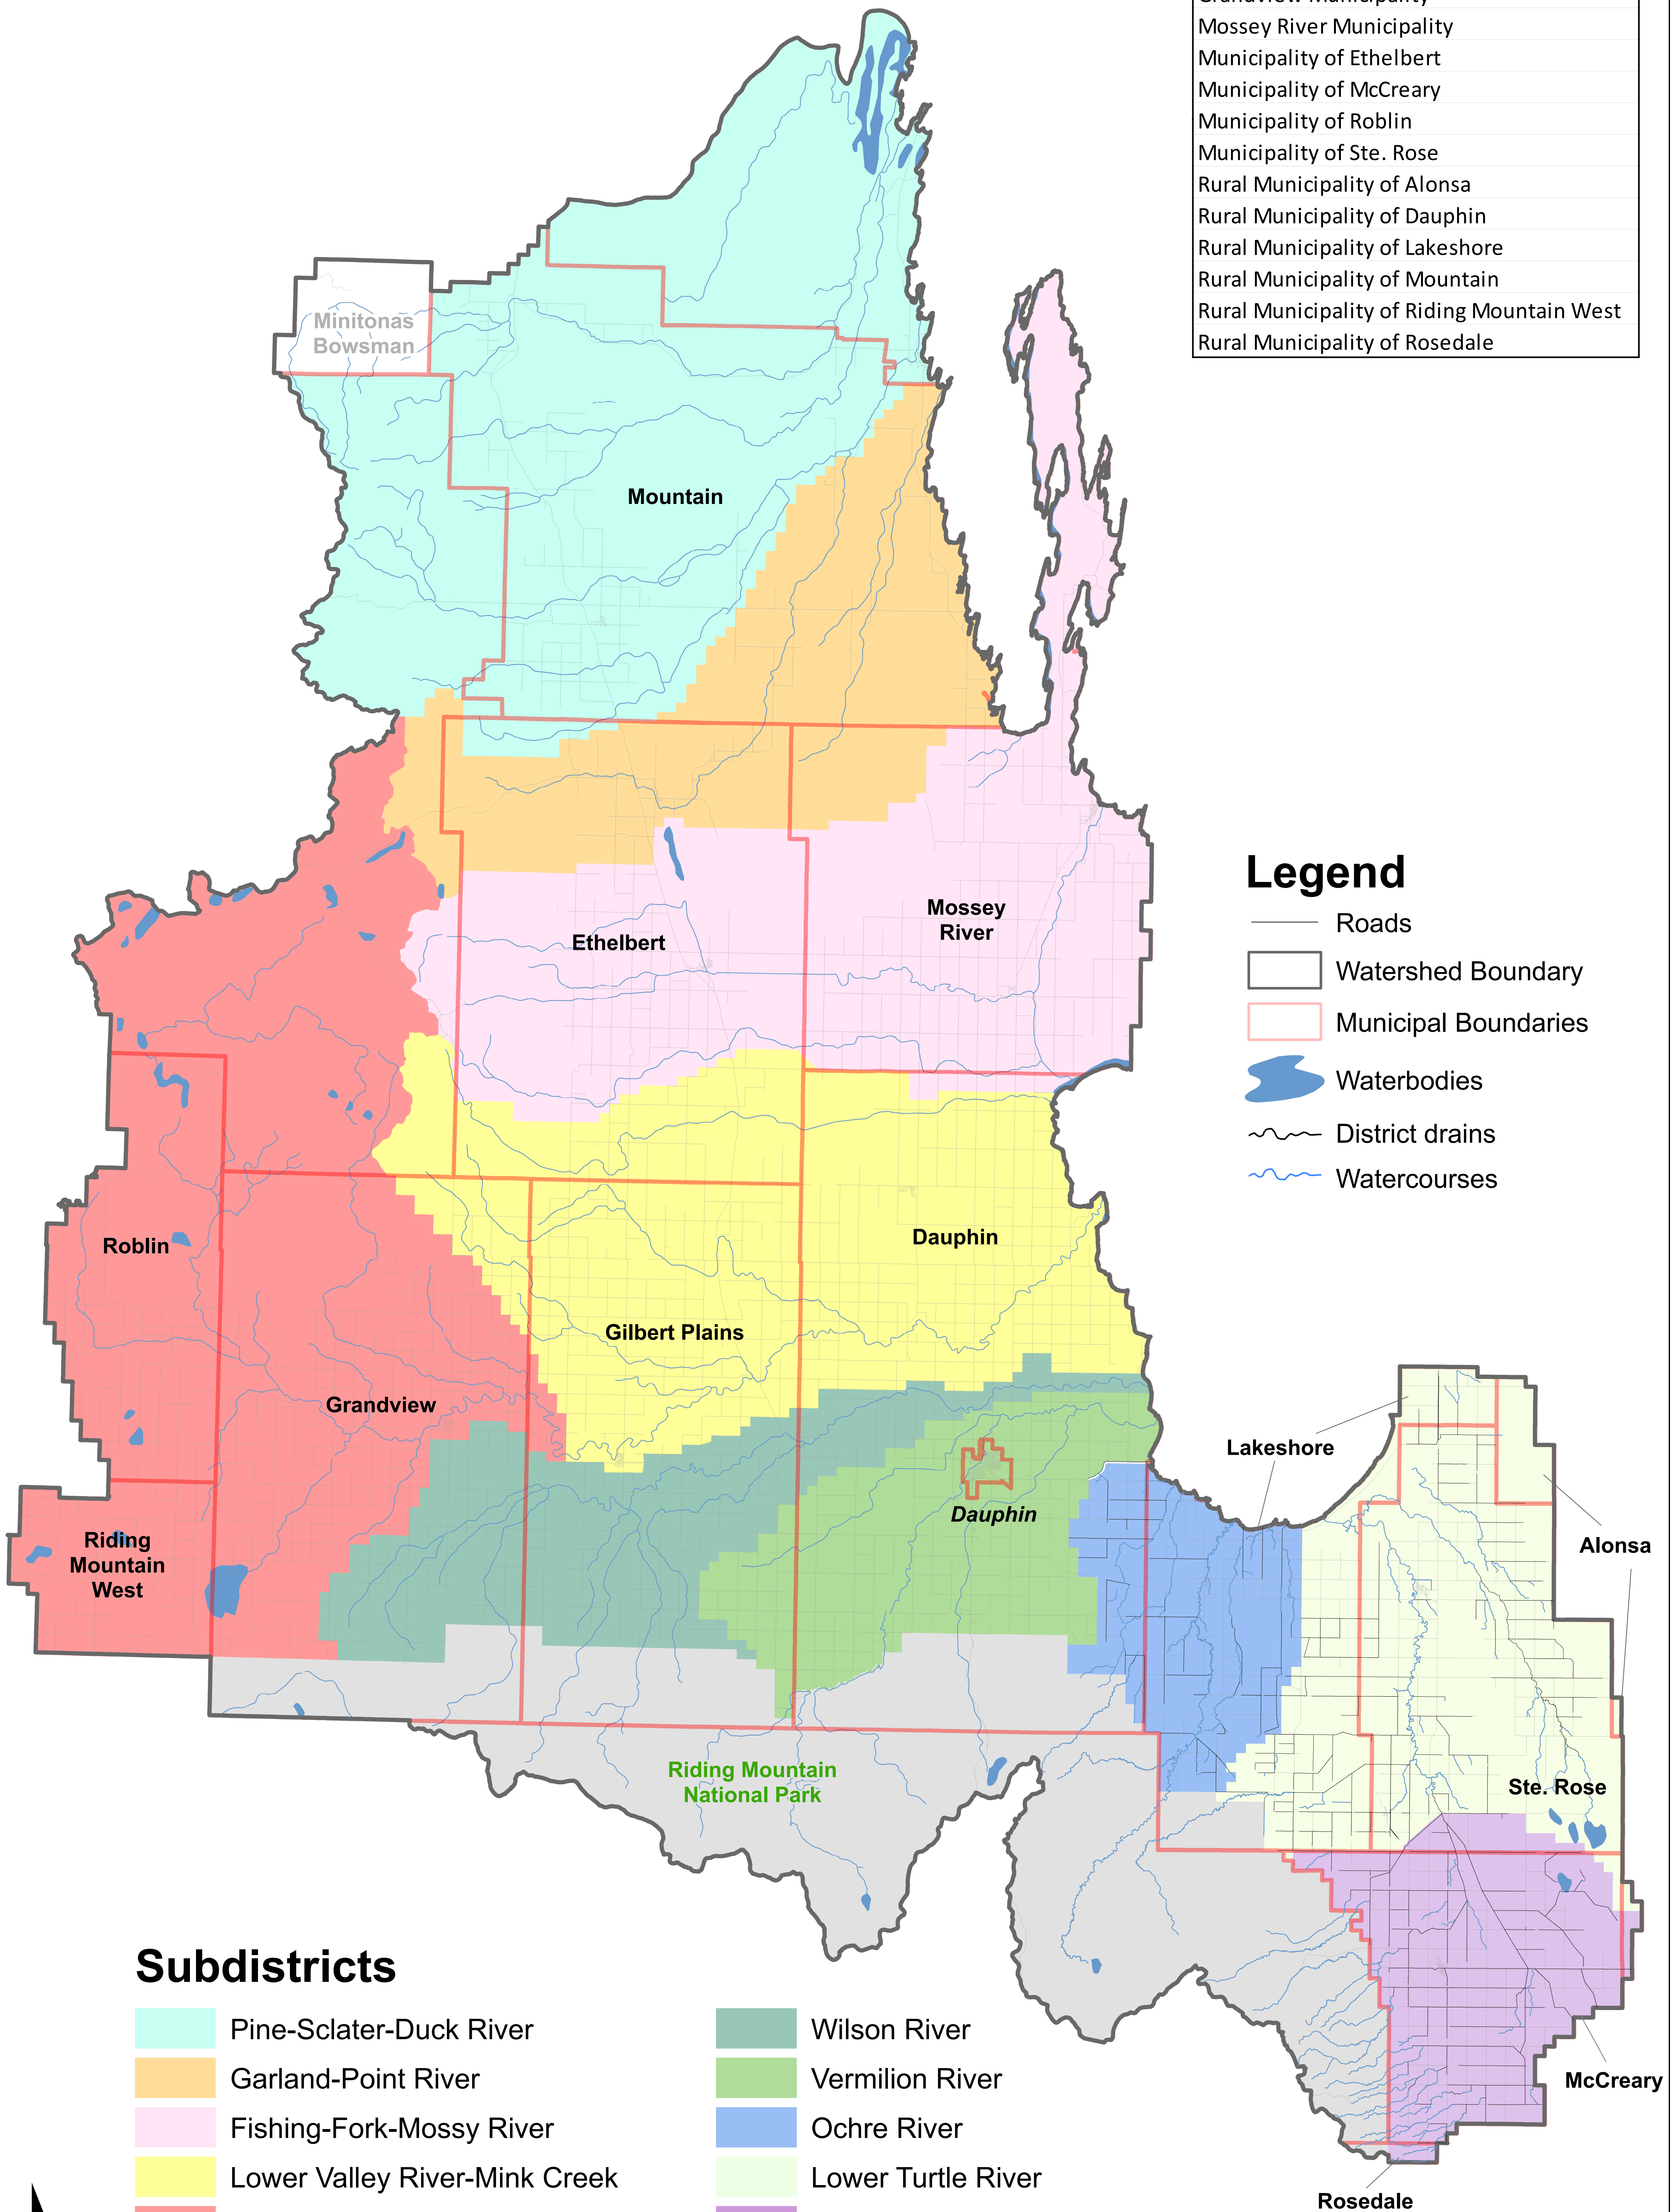 Grandview Municipality
Mossey River Municipality
Municipality of Ethelbert
Municipality of McCreary
Municipality of Roblin
Municipality of Ste. Rose
Rural Municipality of Alonsa
Rural Municipality of Dauphin
Rural Municipality of Lakeshore
Rural Municipality of Mountain
Rural Municipality of Riding Mountain West
Rural Municipality of Rosedale
Minitonas
Bowsman
Mountain
Mossey
River
Ethelbert
Legend
Roads
Watershed Boundary
Municipal Boundaries
Waterbodies
District drains
Watercourses
Roblin
Dauphin
Gilbert Plains
Grandview
Lakeshore
Dauphin
Alonsa
Riding
Mountain
West
Riding Mountain
National Park
Ste. Rose
McCreary
Rosedale
Subdistricts
Pine-Sclater-Duck River
Garland-Point River
Fishing-Fork-Mossy River
Lower Valley River-Mink Creek
Wilson River
Vermilion River
Ochre River
Lower Turtle River